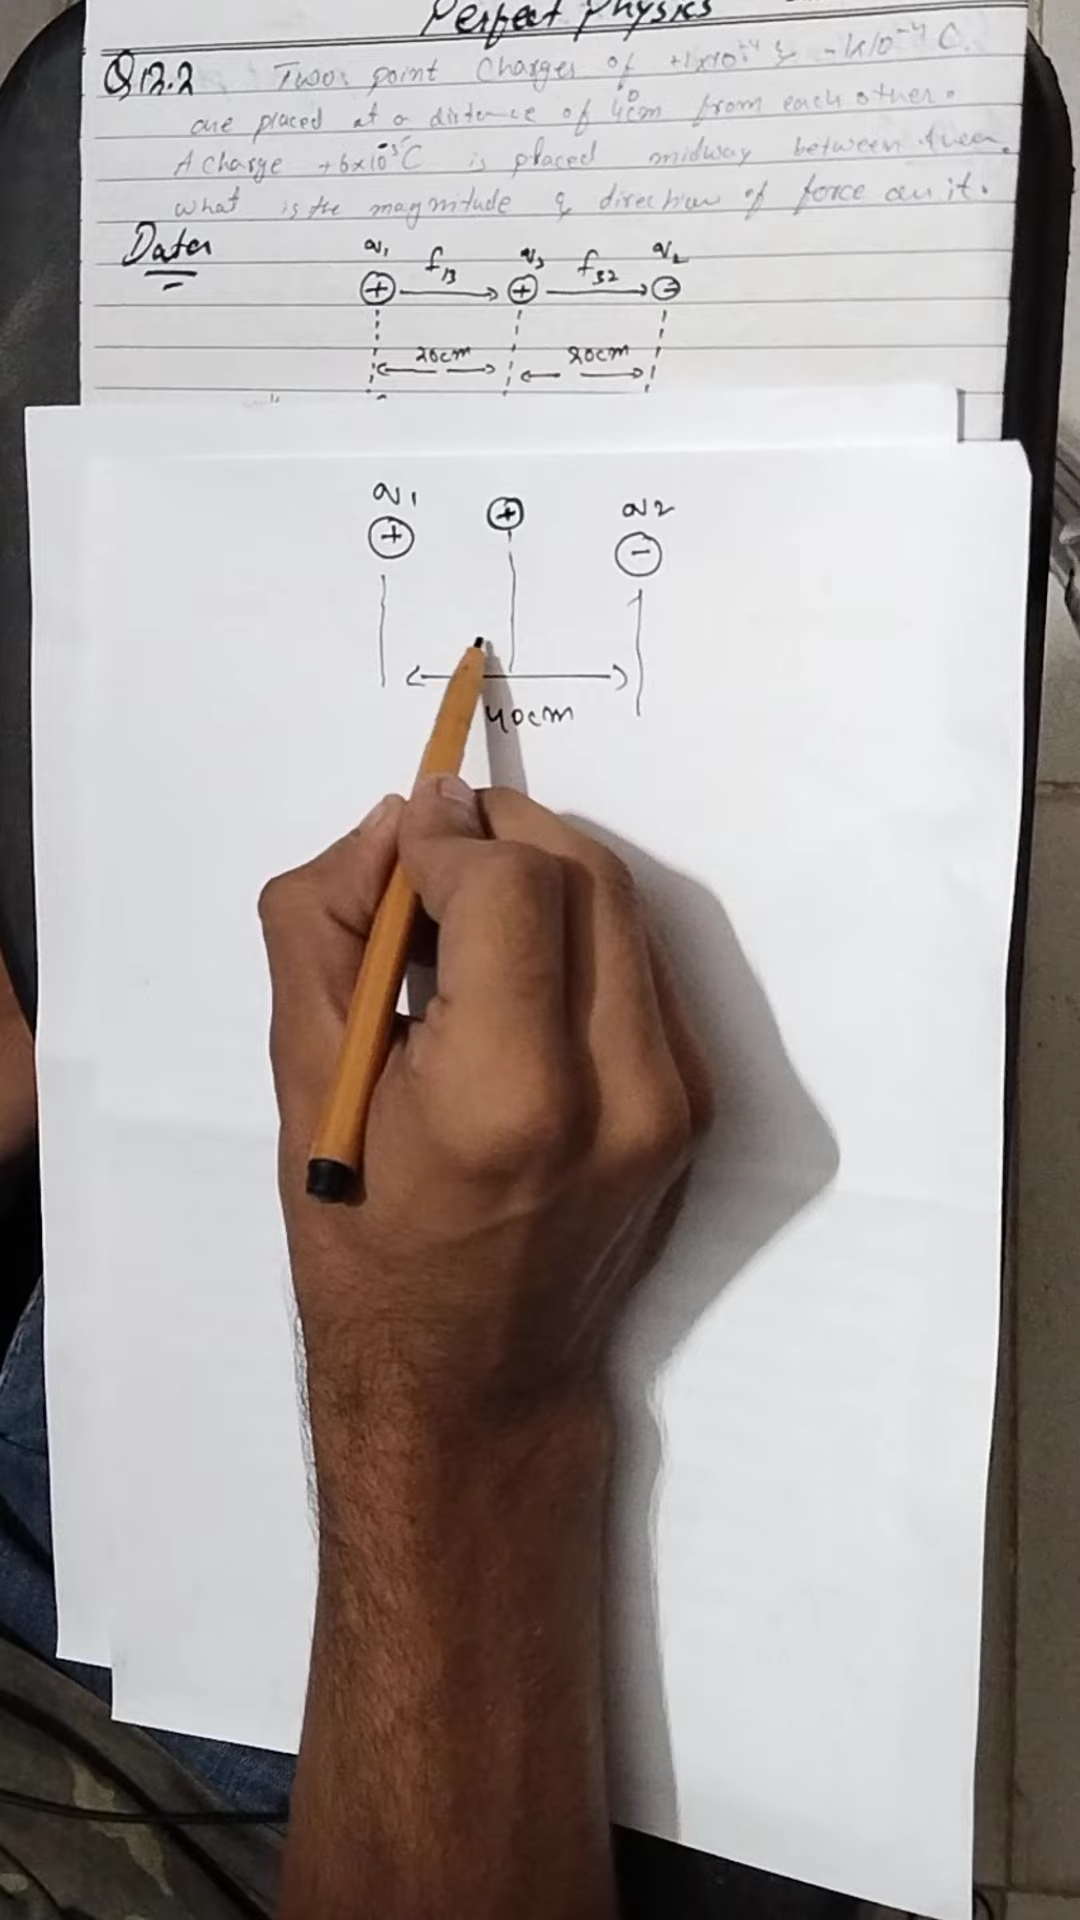 Perfect Physics
Q 12.2 Two point Charges of +1x10⁻⁴ & -1x10⁻⁴ C.
are placed at a distance of 40cm from each other.
A charge +6x10⁻⁵C is placed midway between them.
what is the magnitude & direction of force on it.
Data
q₁ f₁₃ q₃ f₃₂ q₂
+ + -
20cm 20cm
q₁ + q₂
+ -
40cm